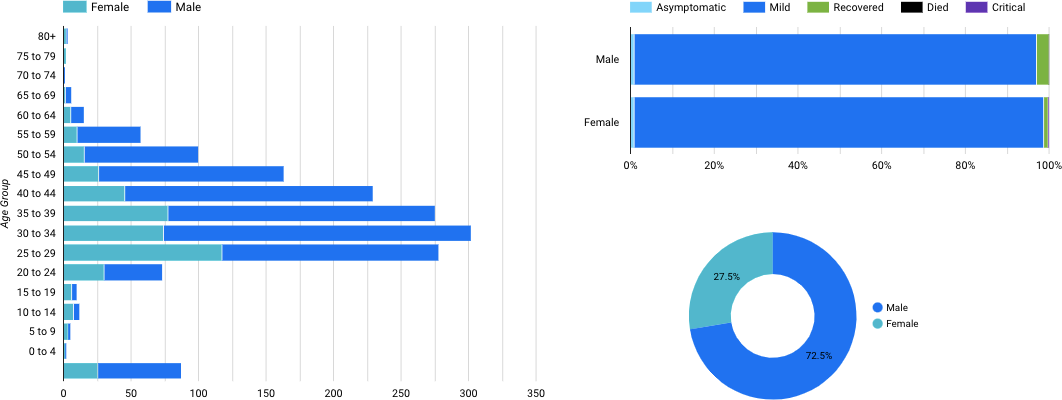 Female Male
80+
75 to 79
70 to 74
65 to 69
60 to 64
55 to 59
50 to 54
45 to 49
40 to 44
35 to 39
30 to 34
25 to 29
20 to 24
15 to 19
10 to 14
5 to 9
0 to 4
Age Group
0 50 100 150 200 250 300 350
Asymptomatic Mild Recovered Died Critical
Male
Female
0% 20% 40% 60% 80% 100%
27.5%
72.5%
Male
Female